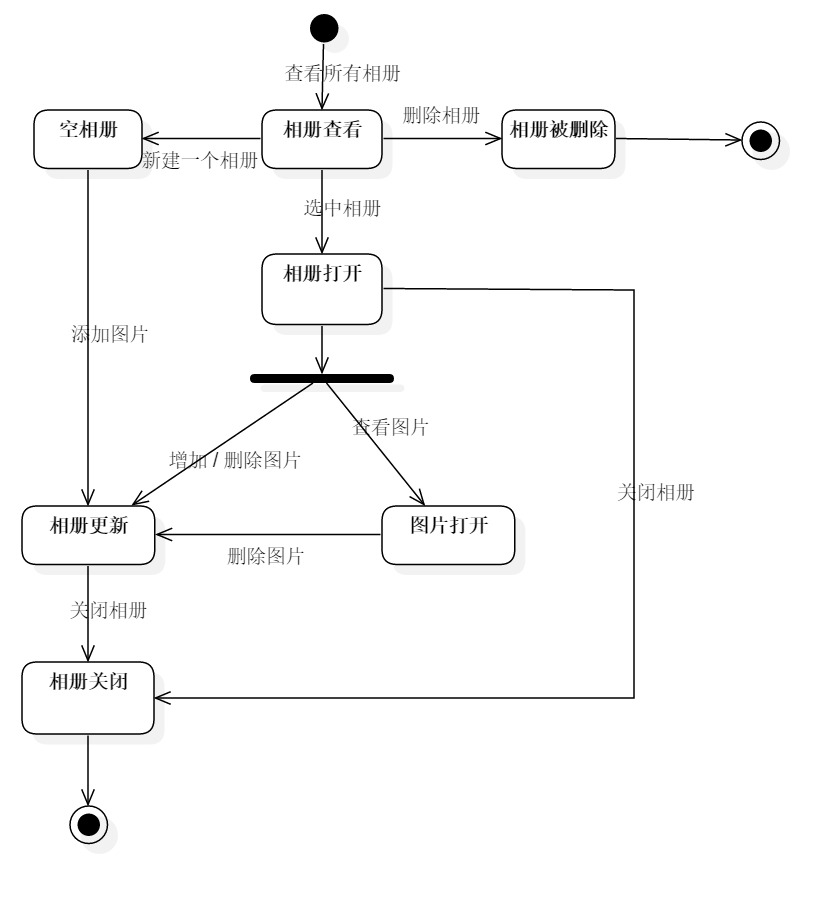 查看所有相册
删除相册
空相册
相册查看
相册被删除
新建一个相册
选中相册
相册打开
添加图片
查看图片
增加 / 删除图片
关闭相册
相册更新
图片打开
删除图片
关闭相册
相册关闭